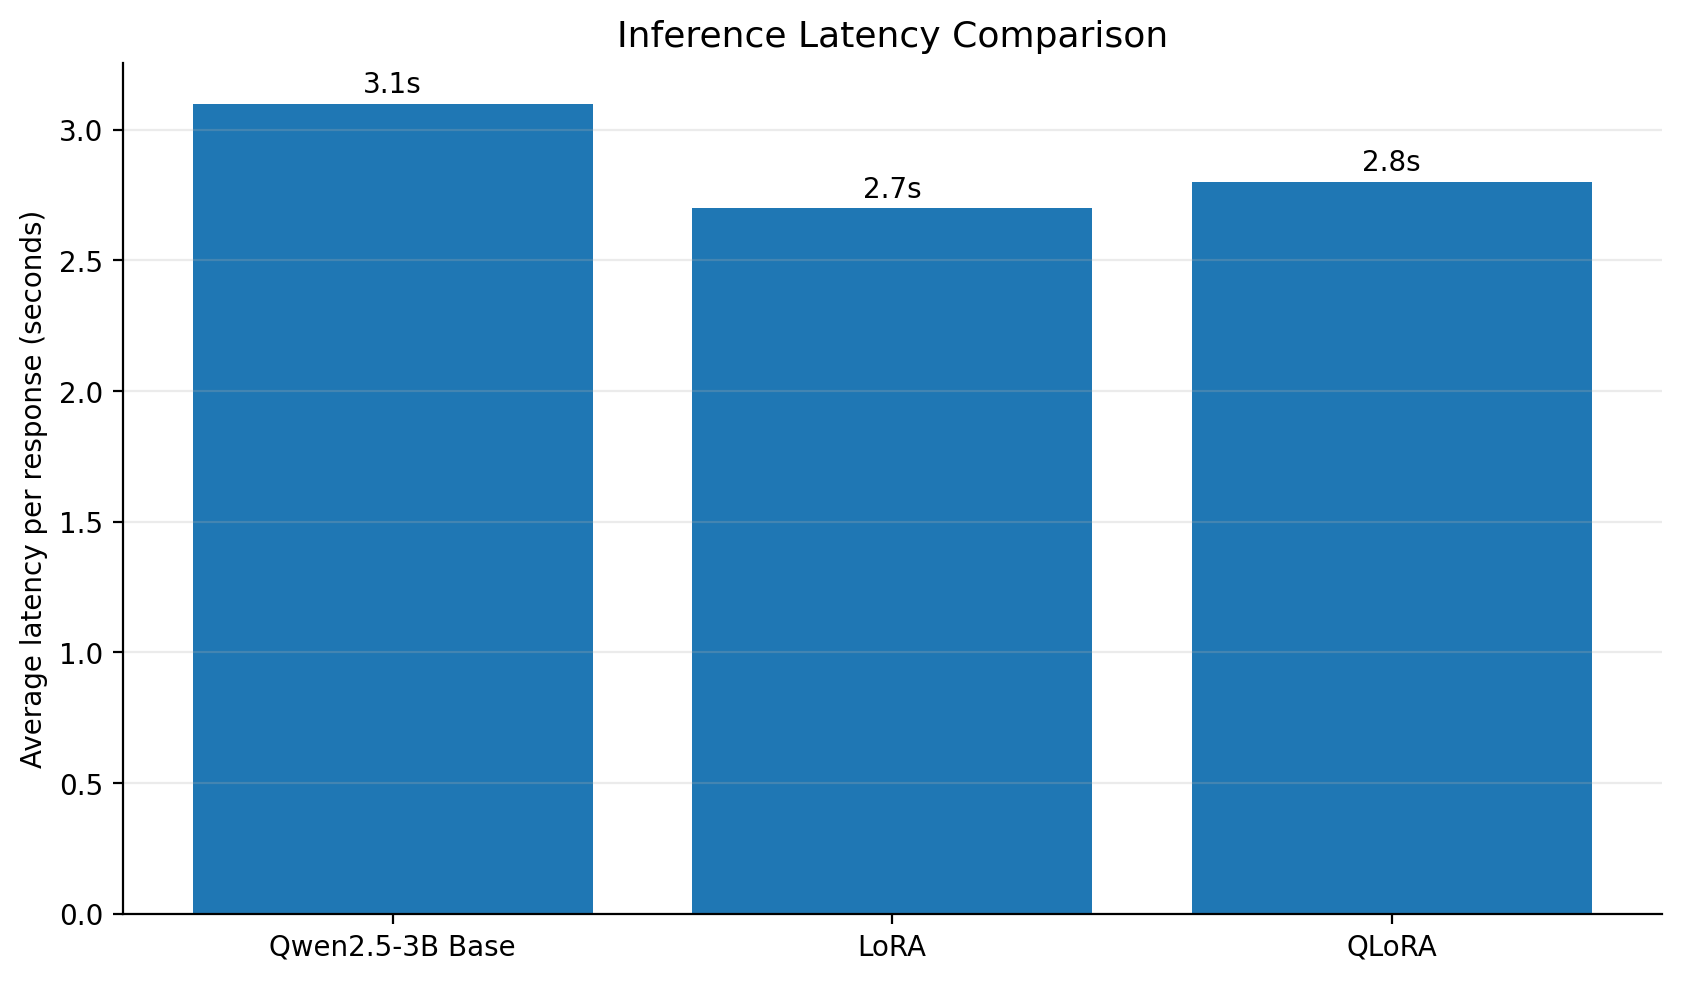 Inference Latency Comparison
Average latency per response (seconds)
3.0
2.5
2.0
1.5
1.0
0.5
0.0
3.1s
2.7s
2.8s
Qwen2.5-3B Base
LoRA
QLoRA